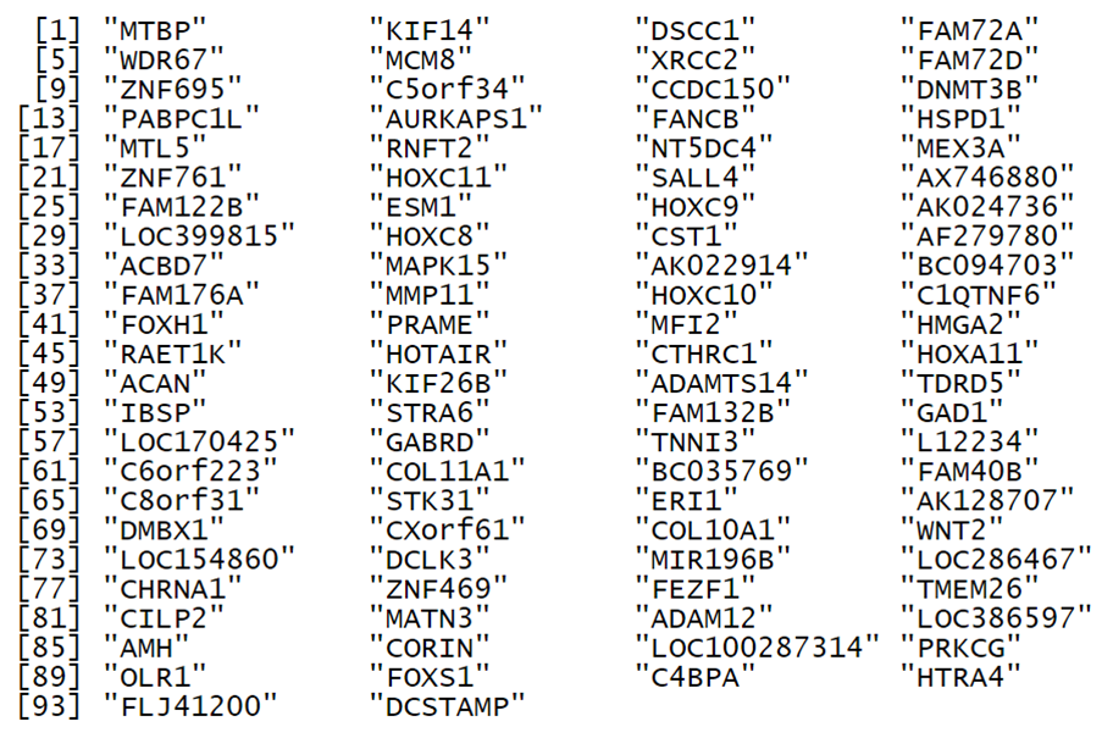 [1] "MTBP" "KIF14" "DSCC1" "FAM72A"
[5] "WDR67" "MCM8" "XRCC2" "FAM72D"
[9] "ZNF695" "C5orf34" "CCDC150" "DNMT3B"
[13] "PABPC1L" "AURKAPS1" "FANCB" "HSPD1"
[17] "MTL5" "RNFT2" "NT5DC4" "MEX3A"
[21] "ZNF761" "HOXC11" "SALL4" "AX746880"
[25] "FAM122B" "ESM1" "HOXC9" "AK024736"
[29] "LOC399815" "HOXC8" "CST1" "AF279780"
[33] "ACBD7" "MAPK15" "AK022914" "BC094703"
[37] "FAM176A" "MMP11" "HOXC10" "C1QTNF6"
[41] "FOXH1" "PRAME" "MFI2" "HMGA2"
[45] "RAET1K" "HOTAIR" "CTHRC1" "HOXA11"
[49] "ACAN" "KIF26B" "ADAMTS14" "TDRD5"
[53] "IBSP" "STRA6" "FAM132B" "GAD1"
[57] "LOC170425" "GABRD" "TNNI3" "L12234"
[61] "C6orf223" "COL11A1" "BC035769" "FAM40B"
[65] "C8orf31" "STK31" "ERI1" "AK128707"
[69] "DMBX1" "CXorf61" "COL10A1" "WNT2"
[73] "LOC154860" "DCLK3" "MIR196B" "LOC286467"
[77] "CHRNA1" "ZNF469" "FEZF1" "TMEM26"
[81] "CILP2" "MATN3" "ADAM12" "LOC386597"
[85] "AMH" "CORIN" "LOC100287314" "PRKCG"
[89] "OLR1" "FOXS1" "C4BPA" "HTRA4"
[93] "FLJ41200" "DCSTAMP"